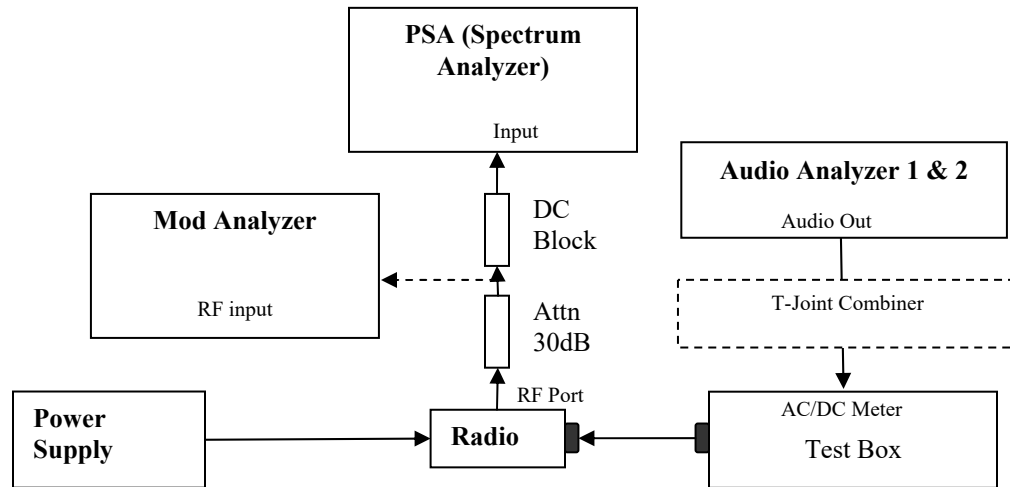 PSA (Spectrum
Analyzer)
Input
Audio Analyzer 1 & 2
Audio Out
Mod Analyzer
RF input
DC
Block
T-Joint Combiner
Attn
30dB
RF Port
Power
Supply
Radio
AC/DC Meter
Test Box